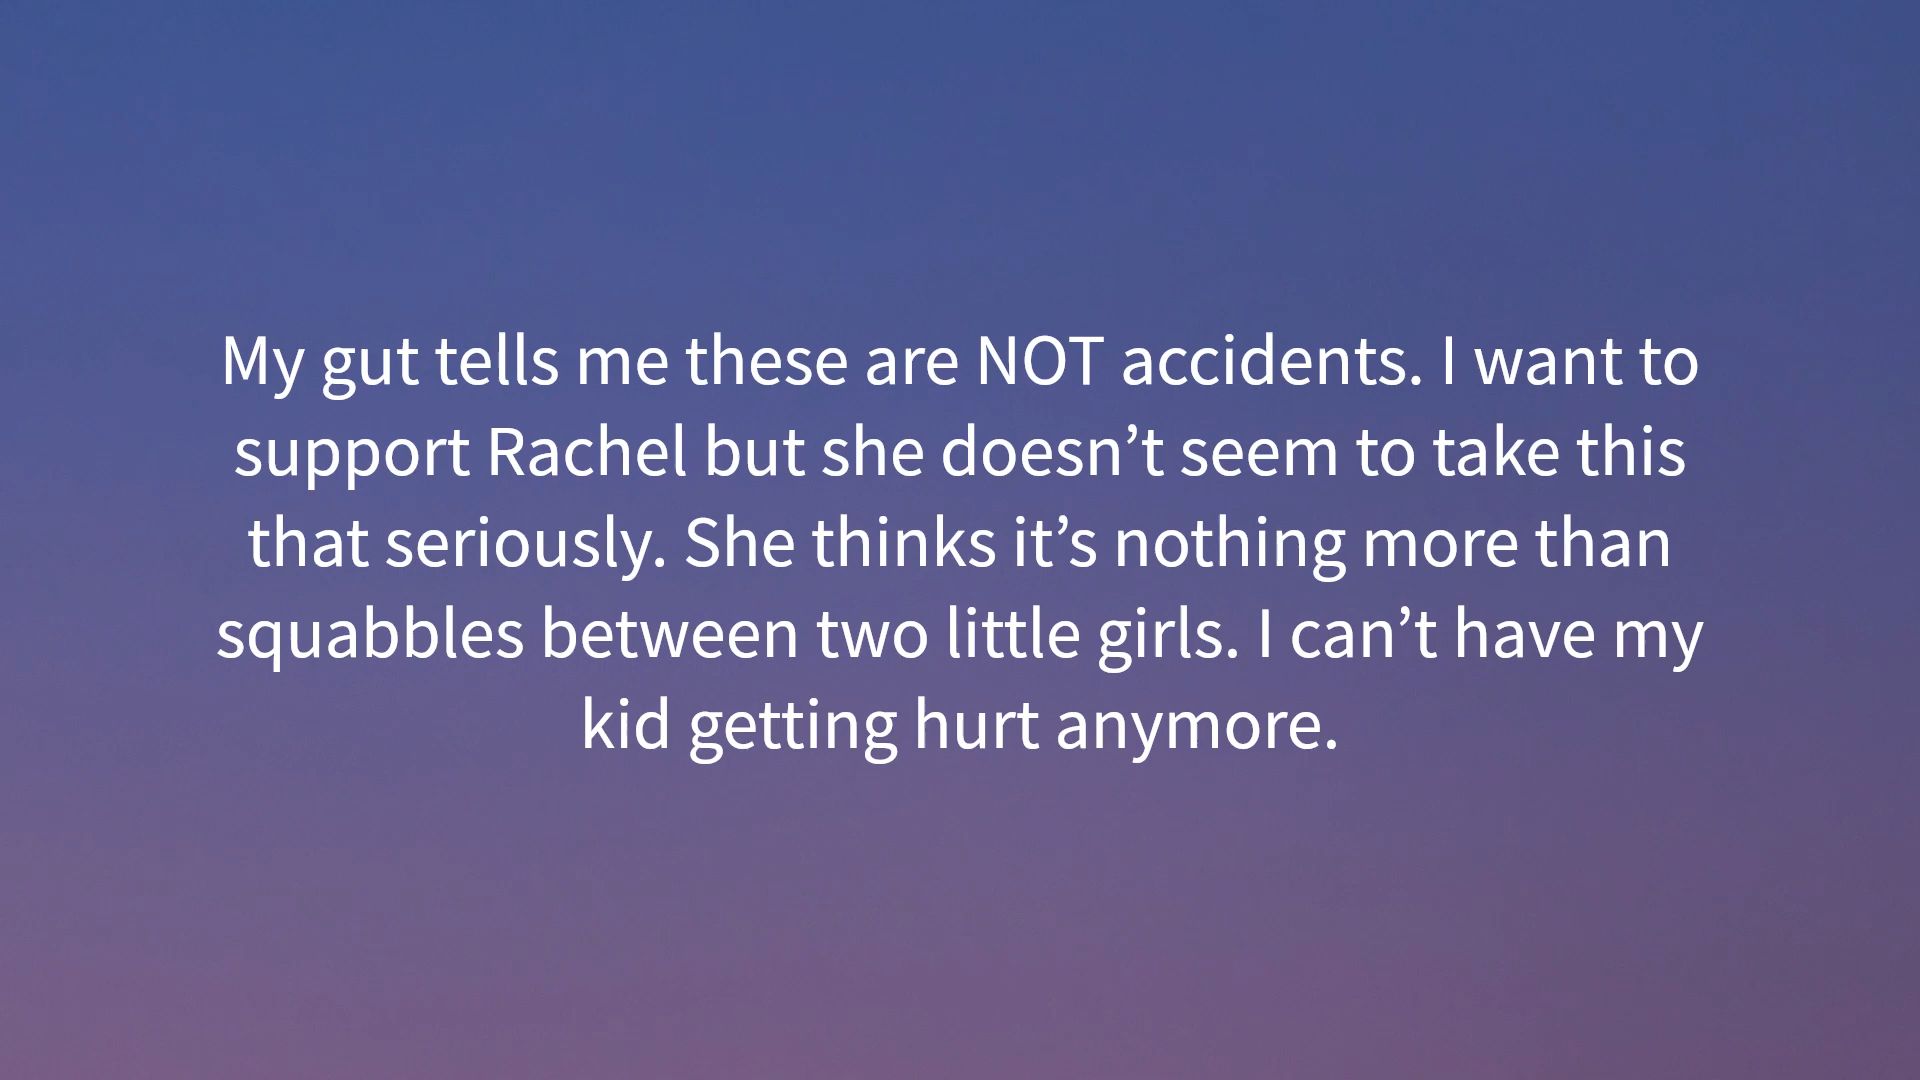 My gut tells me these are NOT accidents. I want to
support Rachel but she doesn’t seem to take this
that seriously. She thinks it’s nothing more than
squabbles between two little girls. I can’t have my
kid getting hurt anymore.